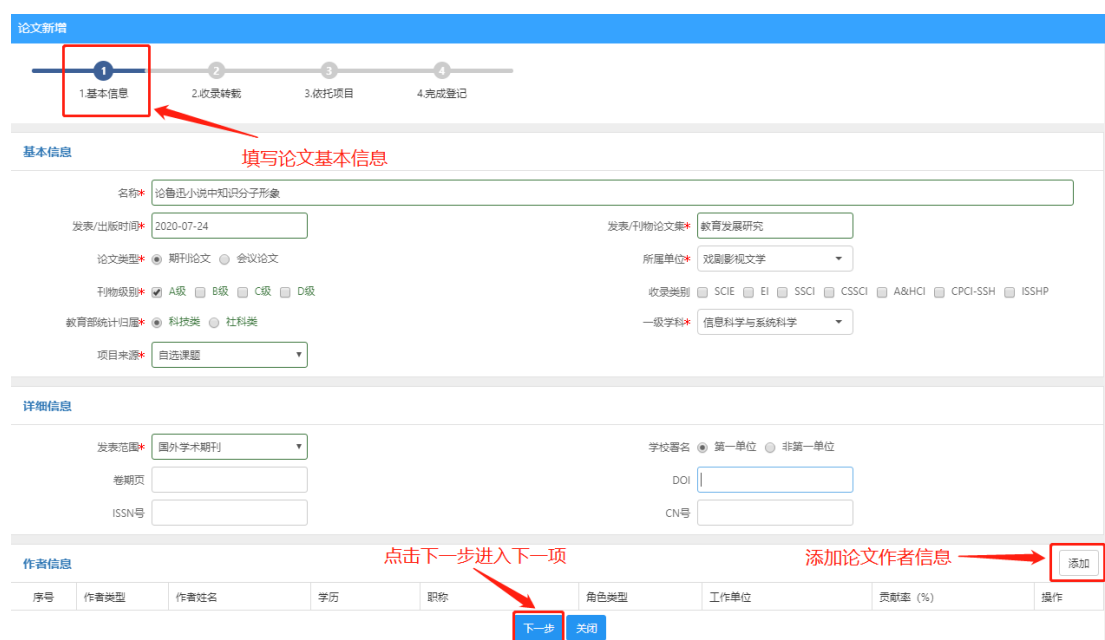 论文新增
1 2 3 4
1.基本信息 2.收录转载 3.依托项目 4.完成登记
填写论文基本信息
基本信息
名称* 论鲁迅小说中知识分子形象
发表/出版时间* 2020-07-24 发表/刊物论文集* 教育发展研究
论文类型* 期刊论文 会议论文 所属单位* 戏剧影视文学
刊物级别* A级 B级 C级 D级 收录类别 SCIE EI SSCI CSSCI A&HCI CPCI-SSH ISSHP
教育部统计归属* 科技类 社科类 一级学科* 信息科学与系统科学
项目来源* 自选课题
详细信息
发表范围* 国外学术期刊 学校署名 第一单位 非第一单位
卷期页 DOI
ISSN号 CN号
点击下一步进入下一项 添加论文作者信息
作者信息 添加
序号 作者类型 作者姓名 学历 职称 角色类型 工作单位 贡献率（%） 操作
下一步 关闭